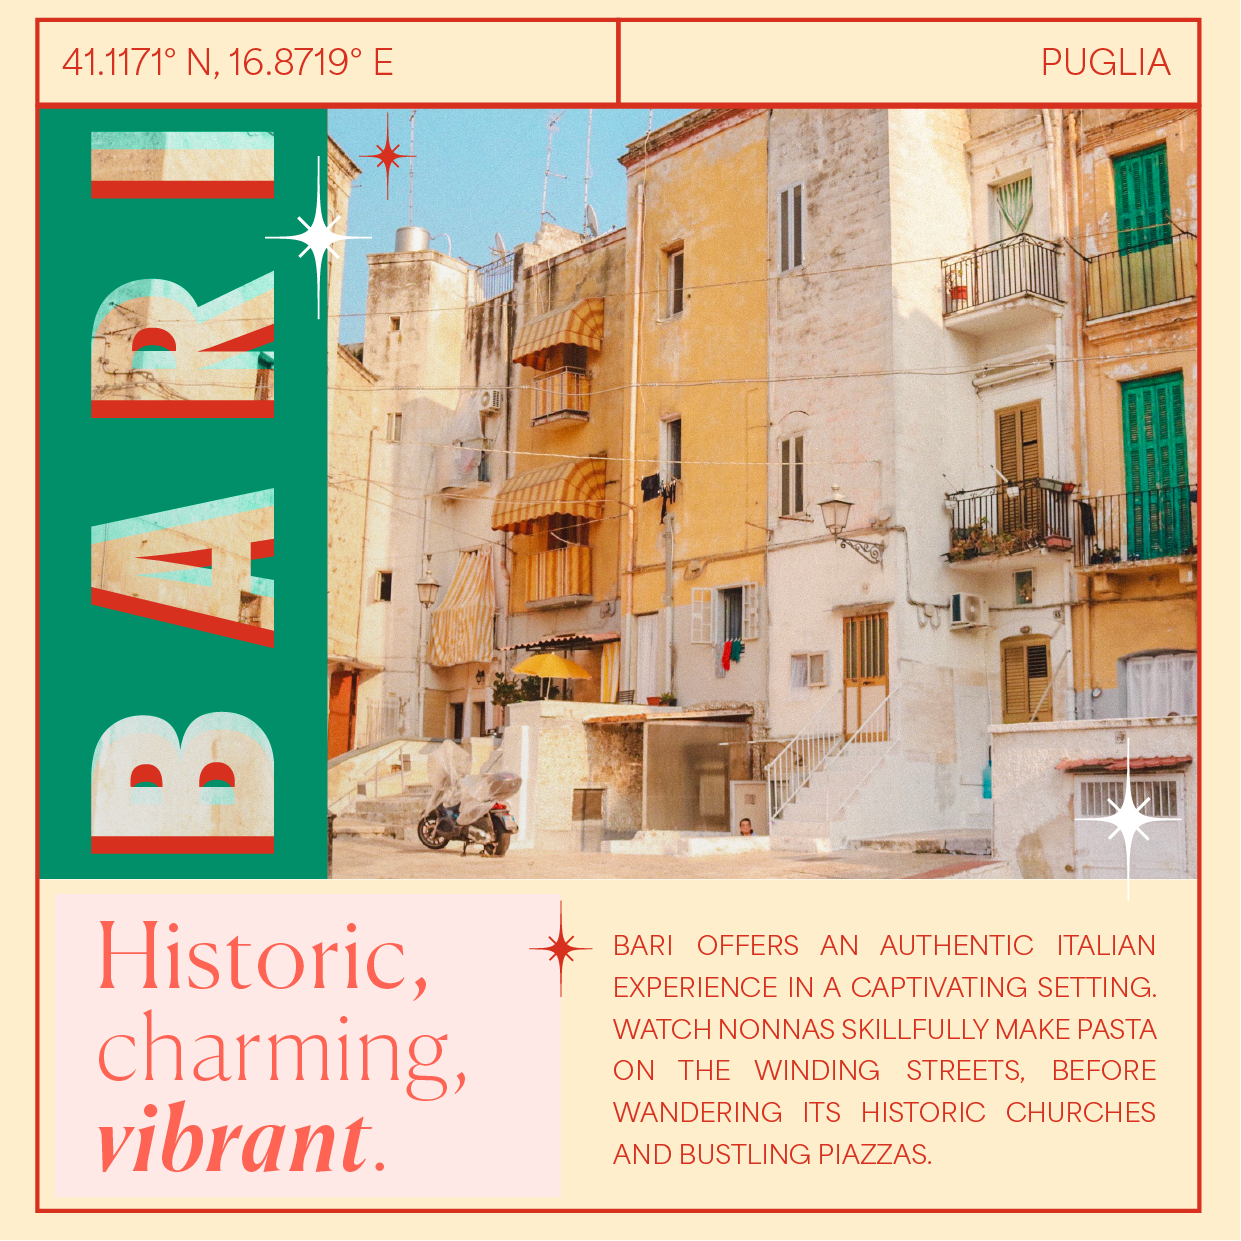 41.1171° N, 16.8719° E
PUGLIA
BARI
Historic,
charming,
vibrant.
BARI OFFERS AN AUTHENTIC ITALIAN
EXPERIENCE IN A CAPTIVATING SETTING.
WATCH NONNAS SKILLFULLY MAKE PASTA
ON THE WINDING STREETS, BEFORE
WANDERING ITS HISTORIC CHURCHES
AND BUSTLING PIAZZAS.